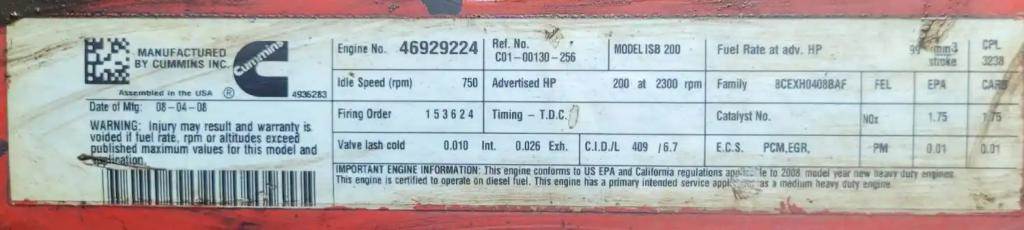 MANUFACTURED
BY CUMMINS INC.
Cummins
Assembled in the USA ®
4936283
Date of Mfg: 08-04-08
WARNING: Injury may result and warranty is
voided if fuel rate, rpm or altitudes exceed
published maximum values for this model and
application.
Engine No. 46929224 Ref. No. C01-00130-256 MODEL ISB 200 Fuel Rate at adv. HP 99 mm3 stroke CPL 3238
Idle Speed (rpm) 750 Advertised HP 200 at 2300 rpm Family 8CEXH0408BAF FEL EPA CARB
Firing Order 153624 Timing - T.D.C. Catalyst No. NOx 1.75 1.75
Valve lash cold 0.010 Int. 0.026 Exh. C.I.D./L 409 /6.7 E.C.S. PCM,EGR, PM 0.01 0.01
IMPORTANT ENGINE INFORMATION: This engine conforms to US EPA and California regulations applicable to 2008 model year new heavy duty engines.
This engine is certified to operate on diesel fuel. This engine has a primary intended service application as a medium heavy duty engine.